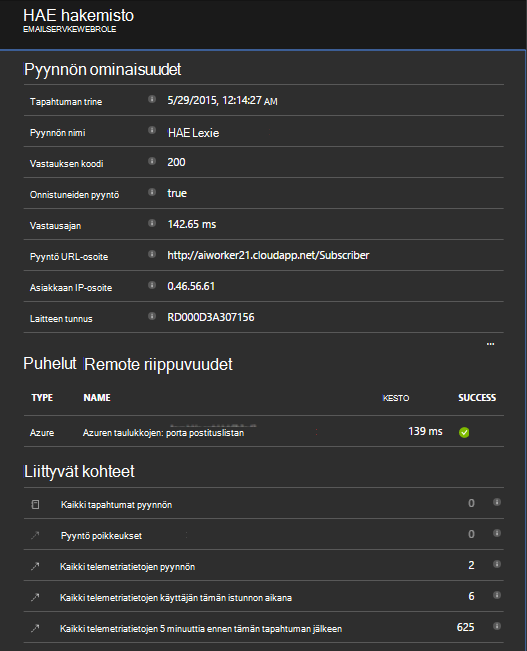 HAE hakemisto
EMAILSERVKEWEBROLE
Pyynnön ominaisuudet
Tapahtuman trine 5/29/2015, 12:14:27 AM
Pyynnön nimi HAE Lexie
Vastauksen koodi 200
Onnistuneiden pyyntö true
Vastausajan 142.65 ms
Pyyntö URL-osoite http://aiworker21.cloudapp.net/Subscriber
Asiakkaan IP-osoite 0.46.56.61
Laitteen tunnus RD000D3A307156
...
Puhelut Remote riippuvuudet
TYPE NAME KESTO SUCCESS
Azure Azuren taulukkojen: porta postituslistan 139 ms
Liittyvät kohteet
Kaikki tapahtumat pyynnön 0
Pyyntö poikkeukset 0
Kaikki telemetriatietojen pyynnön 2
Kaikki telemetriatietojen käyttäjän tämän istunnon aikana 6
Kaikki telemetriatietojen 5 minuuttia ennen tämän tapahtuman jälkeen 625